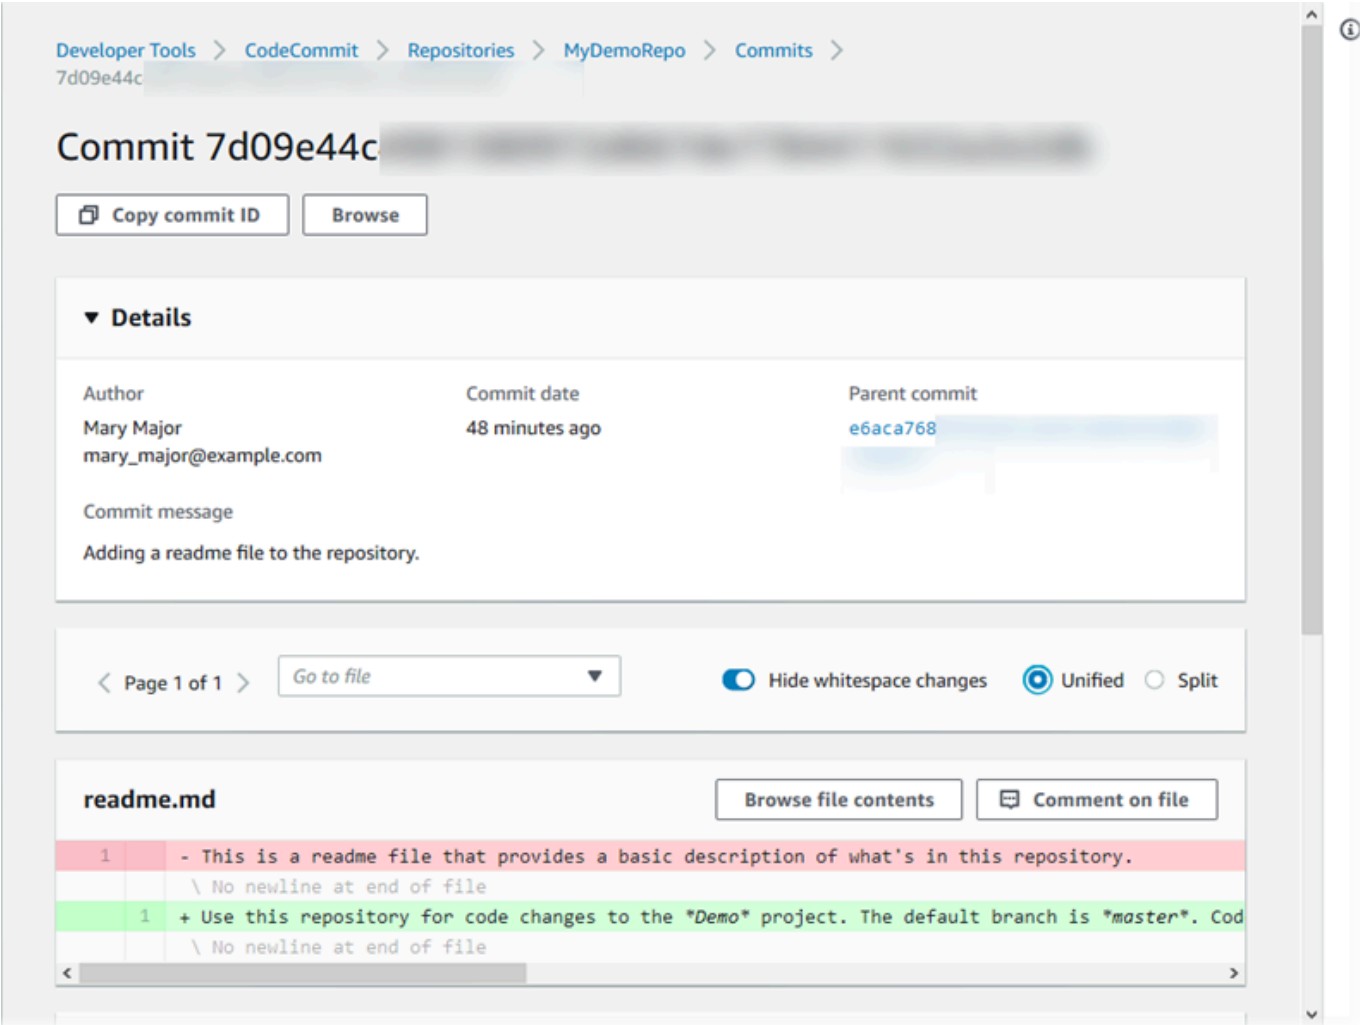 Developer Tools > CodeCommit > Repositories > MyDemoRepo > Commits >
7d09e44c
Commit 7d09e44c
Copy commit ID Browse
▼ Details
Author Commit date Parent commit
Mary Major 48 minutes ago e6aca768
mary_major@example.com
Commit message
Adding a readme file to the repository.
< Page 1 of 1 > Go to file Hide whitespace changes Unified Split
readme.md Browse file contents Comment on file
1 - This is a readme file that provides a basic description of what's in this repository.
\ No newline at end of file
1 + Use this repository for code changes to the *Demo* project. The default branch is *master*. Cod
\ No newline at end of file